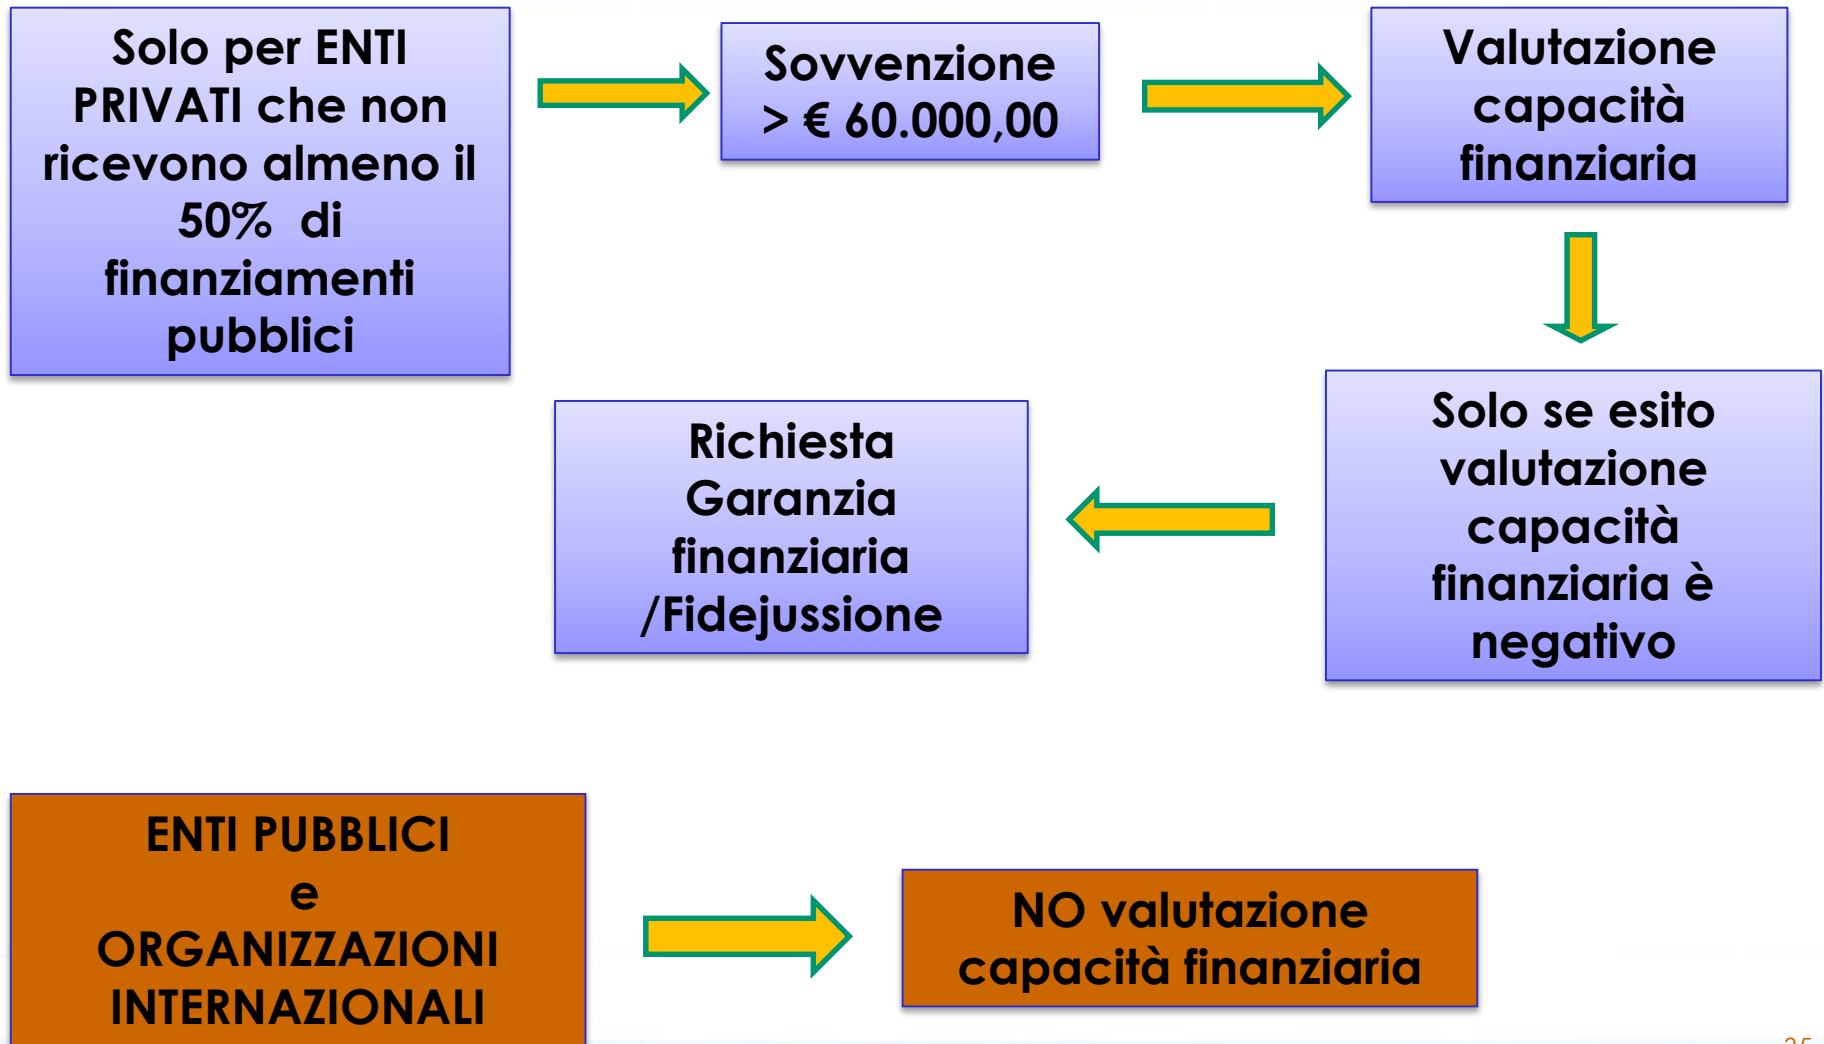 Solo per ENTI
PRIVATI che non
ricevono almeno il
50% di
finanziamenti
pubblici
Sovvenzione
> € 60.000,00
Valutazione
capacità
finanziaria
Solo se esito
valutazione
capacità
finanziaria è
negativo
Richiesta
Garanzia
finanziaria
/Fidejussione
ENTI PUBBLICI
e
ORGANIZZAZIONI
INTERNAZIONALI
NO valutazione
capacità finanziaria